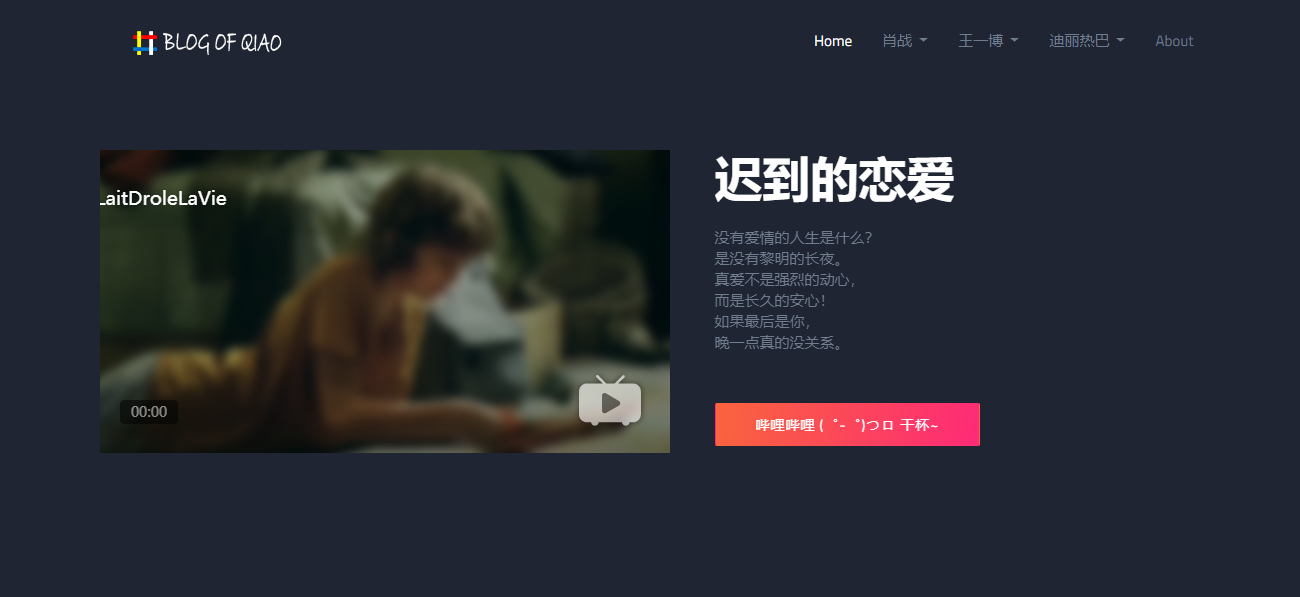 BLOG OF QIAO
Home 肖战 王一博 迪丽热巴 About
LaitDroleLaVie
00:00
迟到的恋爱
没有爱情的人生是什么?
是没有黎明的长夜。
真爱不是强烈的动心,
而是长久的安心!
如果最后是你,
晚一点真的没关系。
哔哩哔哩 ( ゜- ゜)つロ 干杯~